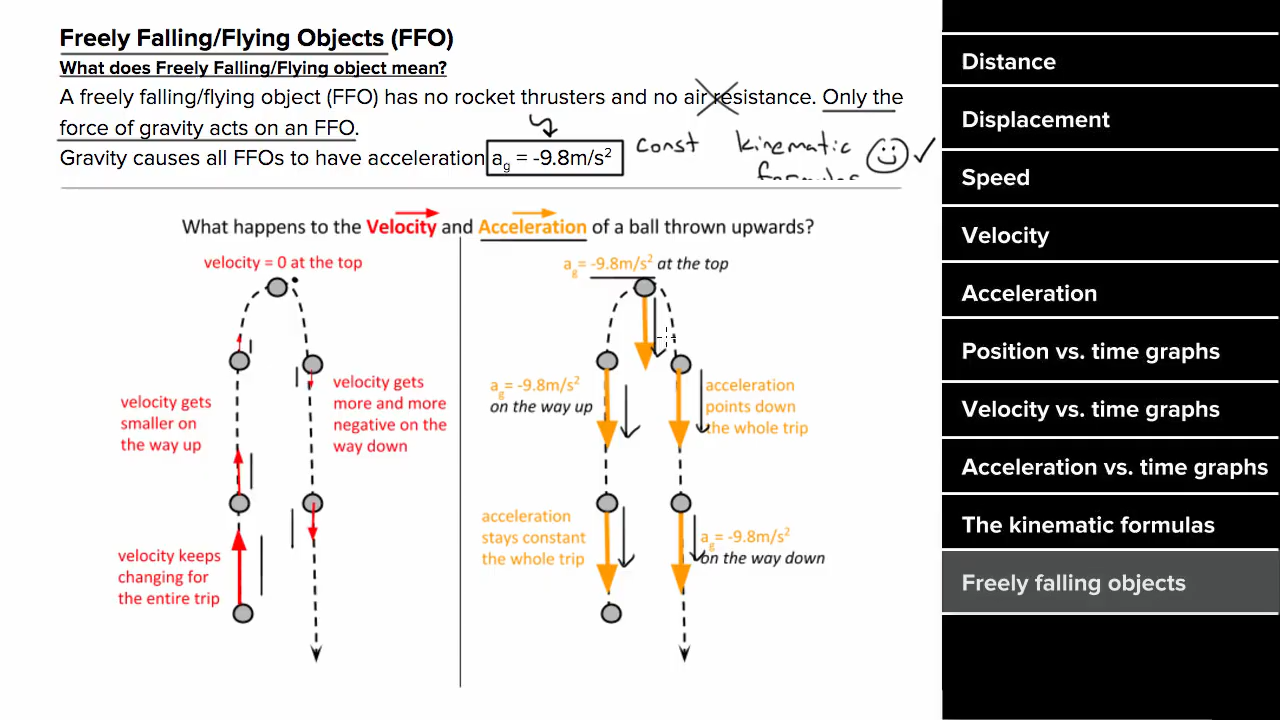 Freely Falling/Flying Objects (FFO)
What does Freely Falling/Flying object mean?
A freely falling/flying object (FFO) has no rocket thrusters and no air resistance. Only the
force of gravity acts on an FFO.
Gravity causes all FFOs to have acceleration a_g = -9.8m/s²
const
kinematic
formulas
What happens to the Velocity and Acceleration of a ball thrown upwards?
velocity = 0 at the top
velocity gets
smaller on
the way up
velocity gets
more and more
negative on the
way down
velocity keeps
changing for
the entire trip
a_g= -9.8m/s² at the top
a_g= -9.8m/s²
on the way up
acceleration
points down
the whole trip
acceleration
stays constant
the whole trip
a_g= -9.8m/s²
on the way down
Distance
Displacement
Speed
Velocity
Acceleration
Position vs. time graphs
Velocity vs. time graphs
Acceleration vs. time graphs
The kinematic formulas
Freely falling objects